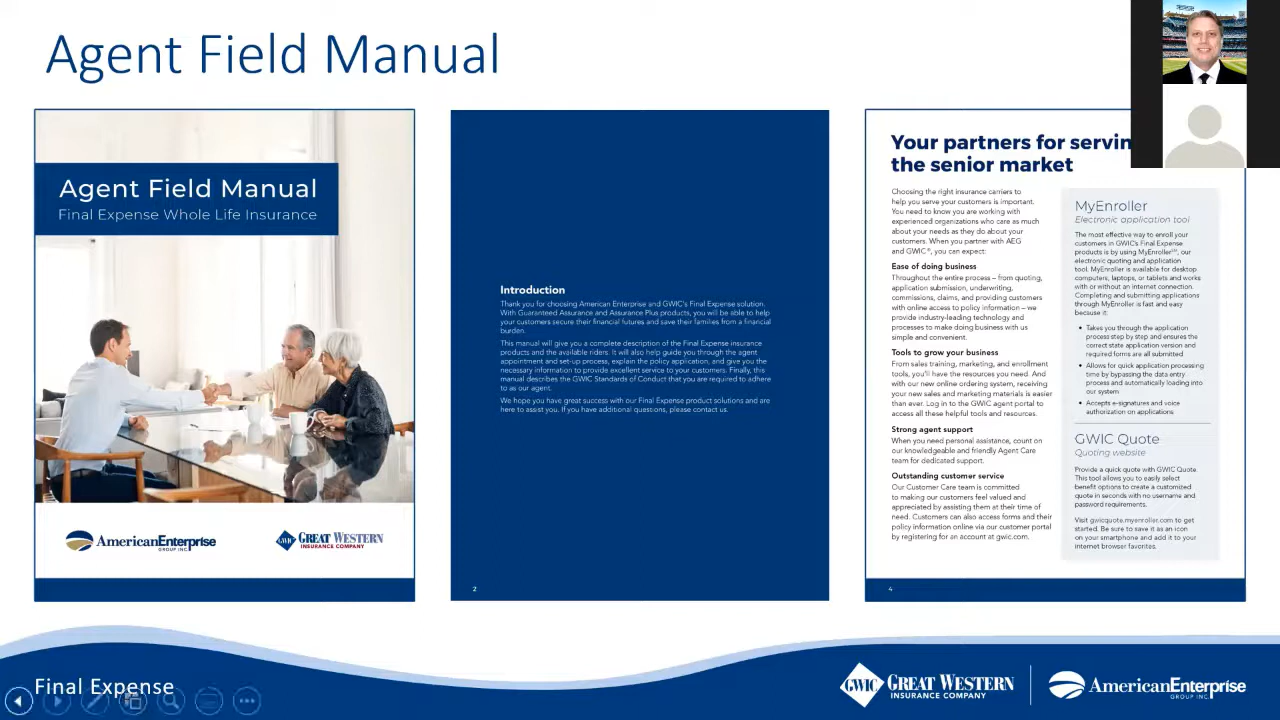 Agent Field Manual
Agent Field Manual
Final Expense Whole Life Insurance
AmericanEnterprise
GROUP INC.
GWIC
GREAT WESTERN
INSURANCE COMPANY
Introduction
Thank you for choosing American Enterprise and GWIC's Final Expense solution.
With Guaranteed Assurance and Assurance Plus products, you will be able to help
your customers secure their financial futures and save their families from a financial
burden.
This manual will give you a complete description of the Final Expense insurance
products and the available riders. It will also help guide you through the agent
appointment and set-up process, explain the policy application, and give you the
necessary information to provide excellent service to your customers. Finally, this
manual describes the GWIC Standards of Conduct that you are required to adhere
to as our agent.
We hope you have great success with our Final Expense product solutions and are
here to assist you. If you have additional questions, please contact us.
2
Your partners for servin
the senior market
Choosing the right insurance carriers to
help you serve your customers is important.
You need to know you are working with
experienced organizations who care as much
about your needs as they do about your
customers. When you partner with AEG
and GWIC®, you can expect:
Ease of doing business
Throughout the entire process – from quoting,
application submission, underwriting,
commissions, claims, and providing customers
with online access to policy information – we
provide industry-leading technology and
processes to make doing business with us
simple and convenient.
Tools to grow your business
From sales training, marketing, and enrollment
tools, you'll have the resources you need. And
with our new online ordering system, receiving
your new sales and marketing materials is easier
than ever. Log in to the GWIC agent portal to
access all these helpful tools and resources.
Strong agent support
When you need personal assistance, count on
our knowledgeable and friendly Agent Care
team for dedicated support.
Outstanding customer service
Our Customer Care team is committed
to making our customers feel valued and
appreciated by assisting them at their time of
need. Customers can also access forms and their
policy information online via our customer portal
by registering for an account at gwic.com.
MyEnroller
Electronic application tool
The most effective way to enroll your
customers in GWIC's Final Expense
products is by using MyEnroller℠, our
electronic quoting and application
tool. MyEnroller is available for desktop
computers, laptops, or tablets and works
with or without an internet connection.
Completing and submitting applications
through MyEnroller is fast and easy
because it:
• Takes you through the application
process step by step and ensures the
correct state application version and
required forms are all submitted
• Allows for quick application processing
time by bypassing the data entry
process and automatically loading into
our system
• Accepts e-signatures and voice
authorization on applications
GWIC Quote
Quoting website
Provide a quick quote with GWIC Quote.
This tool allows you to easily select
benefit options to create a customized
quote in seconds with no username and
password requirements.
Visit gwicquote.myenroller.com to get
started. Be sure to save it as an icon
on your smartphone and add it to your
internet browser favorites.
4
Final Expense
GWIC
GREAT WESTERN
INSURANCE COMPANY
AmericanEnterprise
GROUP INC.